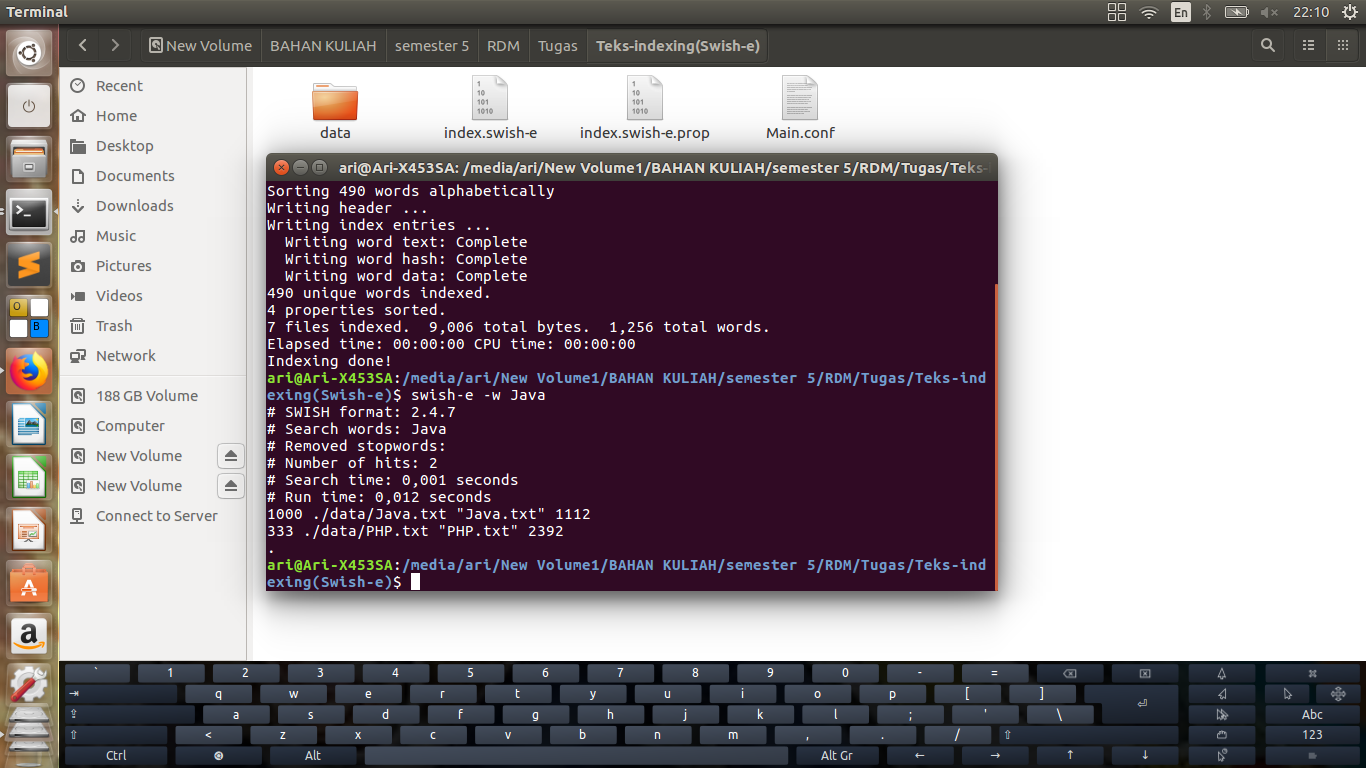 Terminal
En
22:10
New Volume
BAHAN KULIAH
semester 5
RDM
Tugas
Teks-indexing(Swish-e)
Recent
Home
Desktop
Documents
Downloads
Music
Pictures
Videos
Trash
Network
188 GB Volume
Computer
New Volume
New Volume
Connect to Server
data
index.swish-e
index.swish-e.prop
Main.conf
ari@Ari-X453SA: /media/ari/New Volume1/BAHAN KULIAH/semester 5/RDM/Tugas/Teks-
Sorting 490 words alphabetically
Writing header ...
Writing index entries ...
  Writing word text: Complete
  Writing word hash: Complete
  Writing word data: Complete
490 unique words indexed.
4 properties sorted.
7 files indexed.  9,006 total bytes.  1,256 total words.
Elapsed time: 00:00:00 CPU time: 00:00:00
Indexing done!
ari@Ari-X453SA:/media/ari/New Volume1/BAHAN KULIAH/semester 5/RDM/Tugas/Teks-ind
exing(Swish-e)$ swish-e -w Java
# SWISH format: 2.4.7
# Search words: Java
# Removed stopwords:
# Number of hits: 2
# Search time: 0,001 seconds
# Run time: 0,012 seconds
1000 ./data/Java.txt "Java.txt" 1112
333 ./data/PHP.txt "PHP.txt" 2392
.
ari@Ari-X453SA:/media/ari/New Volume1/BAHAN KULIAH/semester 5/RDM/Tugas/Teks-ind
exing(Swish-e)$
` 1 2 3 4 5 6 7 8 9 0 - =
q w e r t y u i o p [ ]
a s d f g h j k l ; ' \ Abc
< z x c v b n m , . / 123
Ctrl Alt Alt Gr